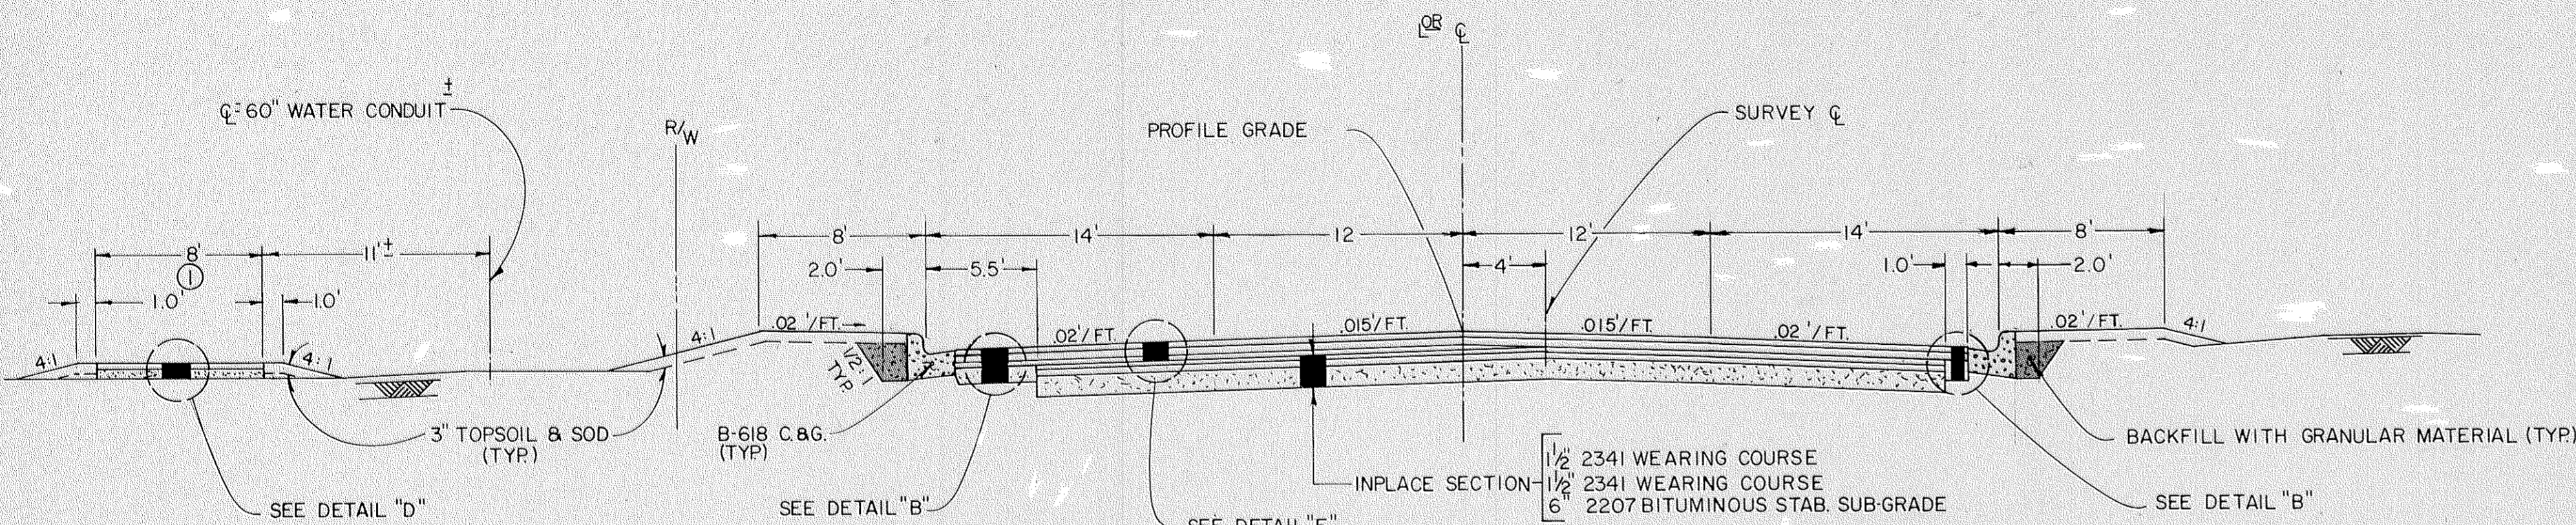 OR ℄
±
℄-60" WATER CONDUIT
R/W
PROFILE GRADE
SURVEY ℄
8'
14'
12
12'
14'
8'
8'
11'±
1
1.0'
1.0'
2.0'
5.5'
4'
1.0'
2.0'
4:1
4:1
4:1
.02'/FT.
.02'/FT.
.015'/FT.
.015'/FT.
.02'/FT.
.02'/FT.
4:1
1/2:1
TYP.
3" TOPSOIL & SOD
(TYP.)
B-618 C.&G.
(TYP.)
BACKFILL WITH GRANULAR MATERIAL (TYP.)
INPLACE SECTION
1½" 2341 WEARING COURSE
1½" 2341 WEARING COURSE
6" 2207 BITUMINOUS STAB. SUB-GRADE
SEE DETAIL "D"
SEE DETAIL "B"
SEE DETAIL "B"
SEE DETAIL